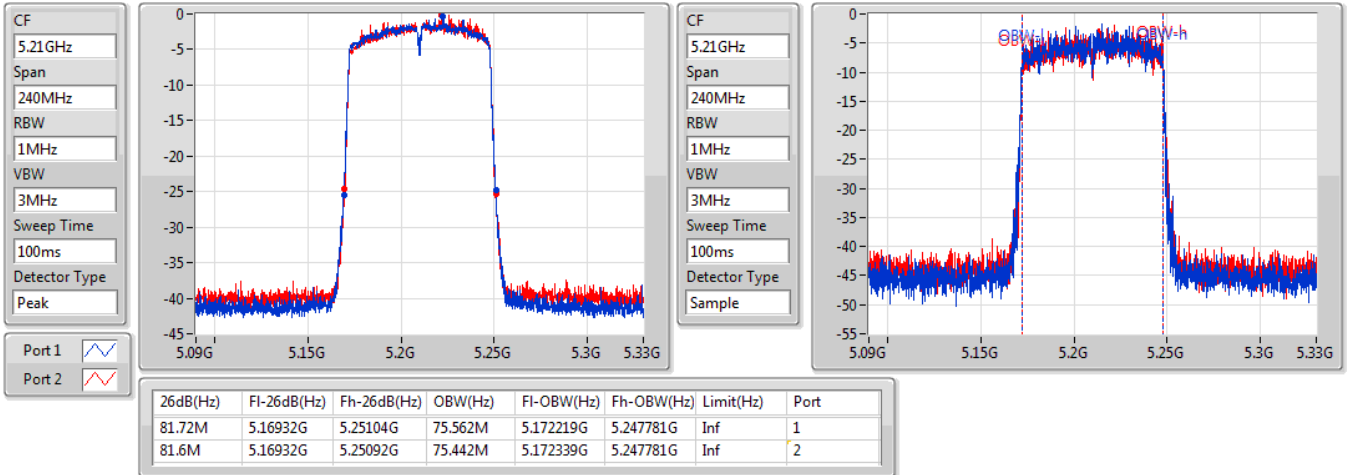 CF
5.21GHz
Span
240MHz
RBW
1MHz
VBW
3MHz
Sweep Time
100ms
Detector Type
Peak
0
-5
-10
-15
-20
-25
-30
-35
-40
-45
5.09G 5.15G 5.2G 5.25G 5.3G 5.33G
Port 1
Port 2
CF
5.21GHz
Span
240MHz
RBW
1MHz
VBW
3MHz
Sweep Time
100ms
Detector Type
Sample
0
-5
-10
-15
-20
-25
-30
-35
-40
-45
-50
-55
OBW-h
5.09G 5.15G 5.2G 5.25G 5.3G 5.33G
26dB(Hz) Fl-26dB(Hz) Fh-26dB(Hz) OBW(Hz) Fl-OBW(Hz) Fh-OBW(Hz) Limit(Hz) Port
81.72M 5.16932G 5.25104G 75.562M 5.172219G 5.247781G Inf 1
81.6M 5.16932G 5.25092G 75.442M 5.172339G 5.247781G Inf 2